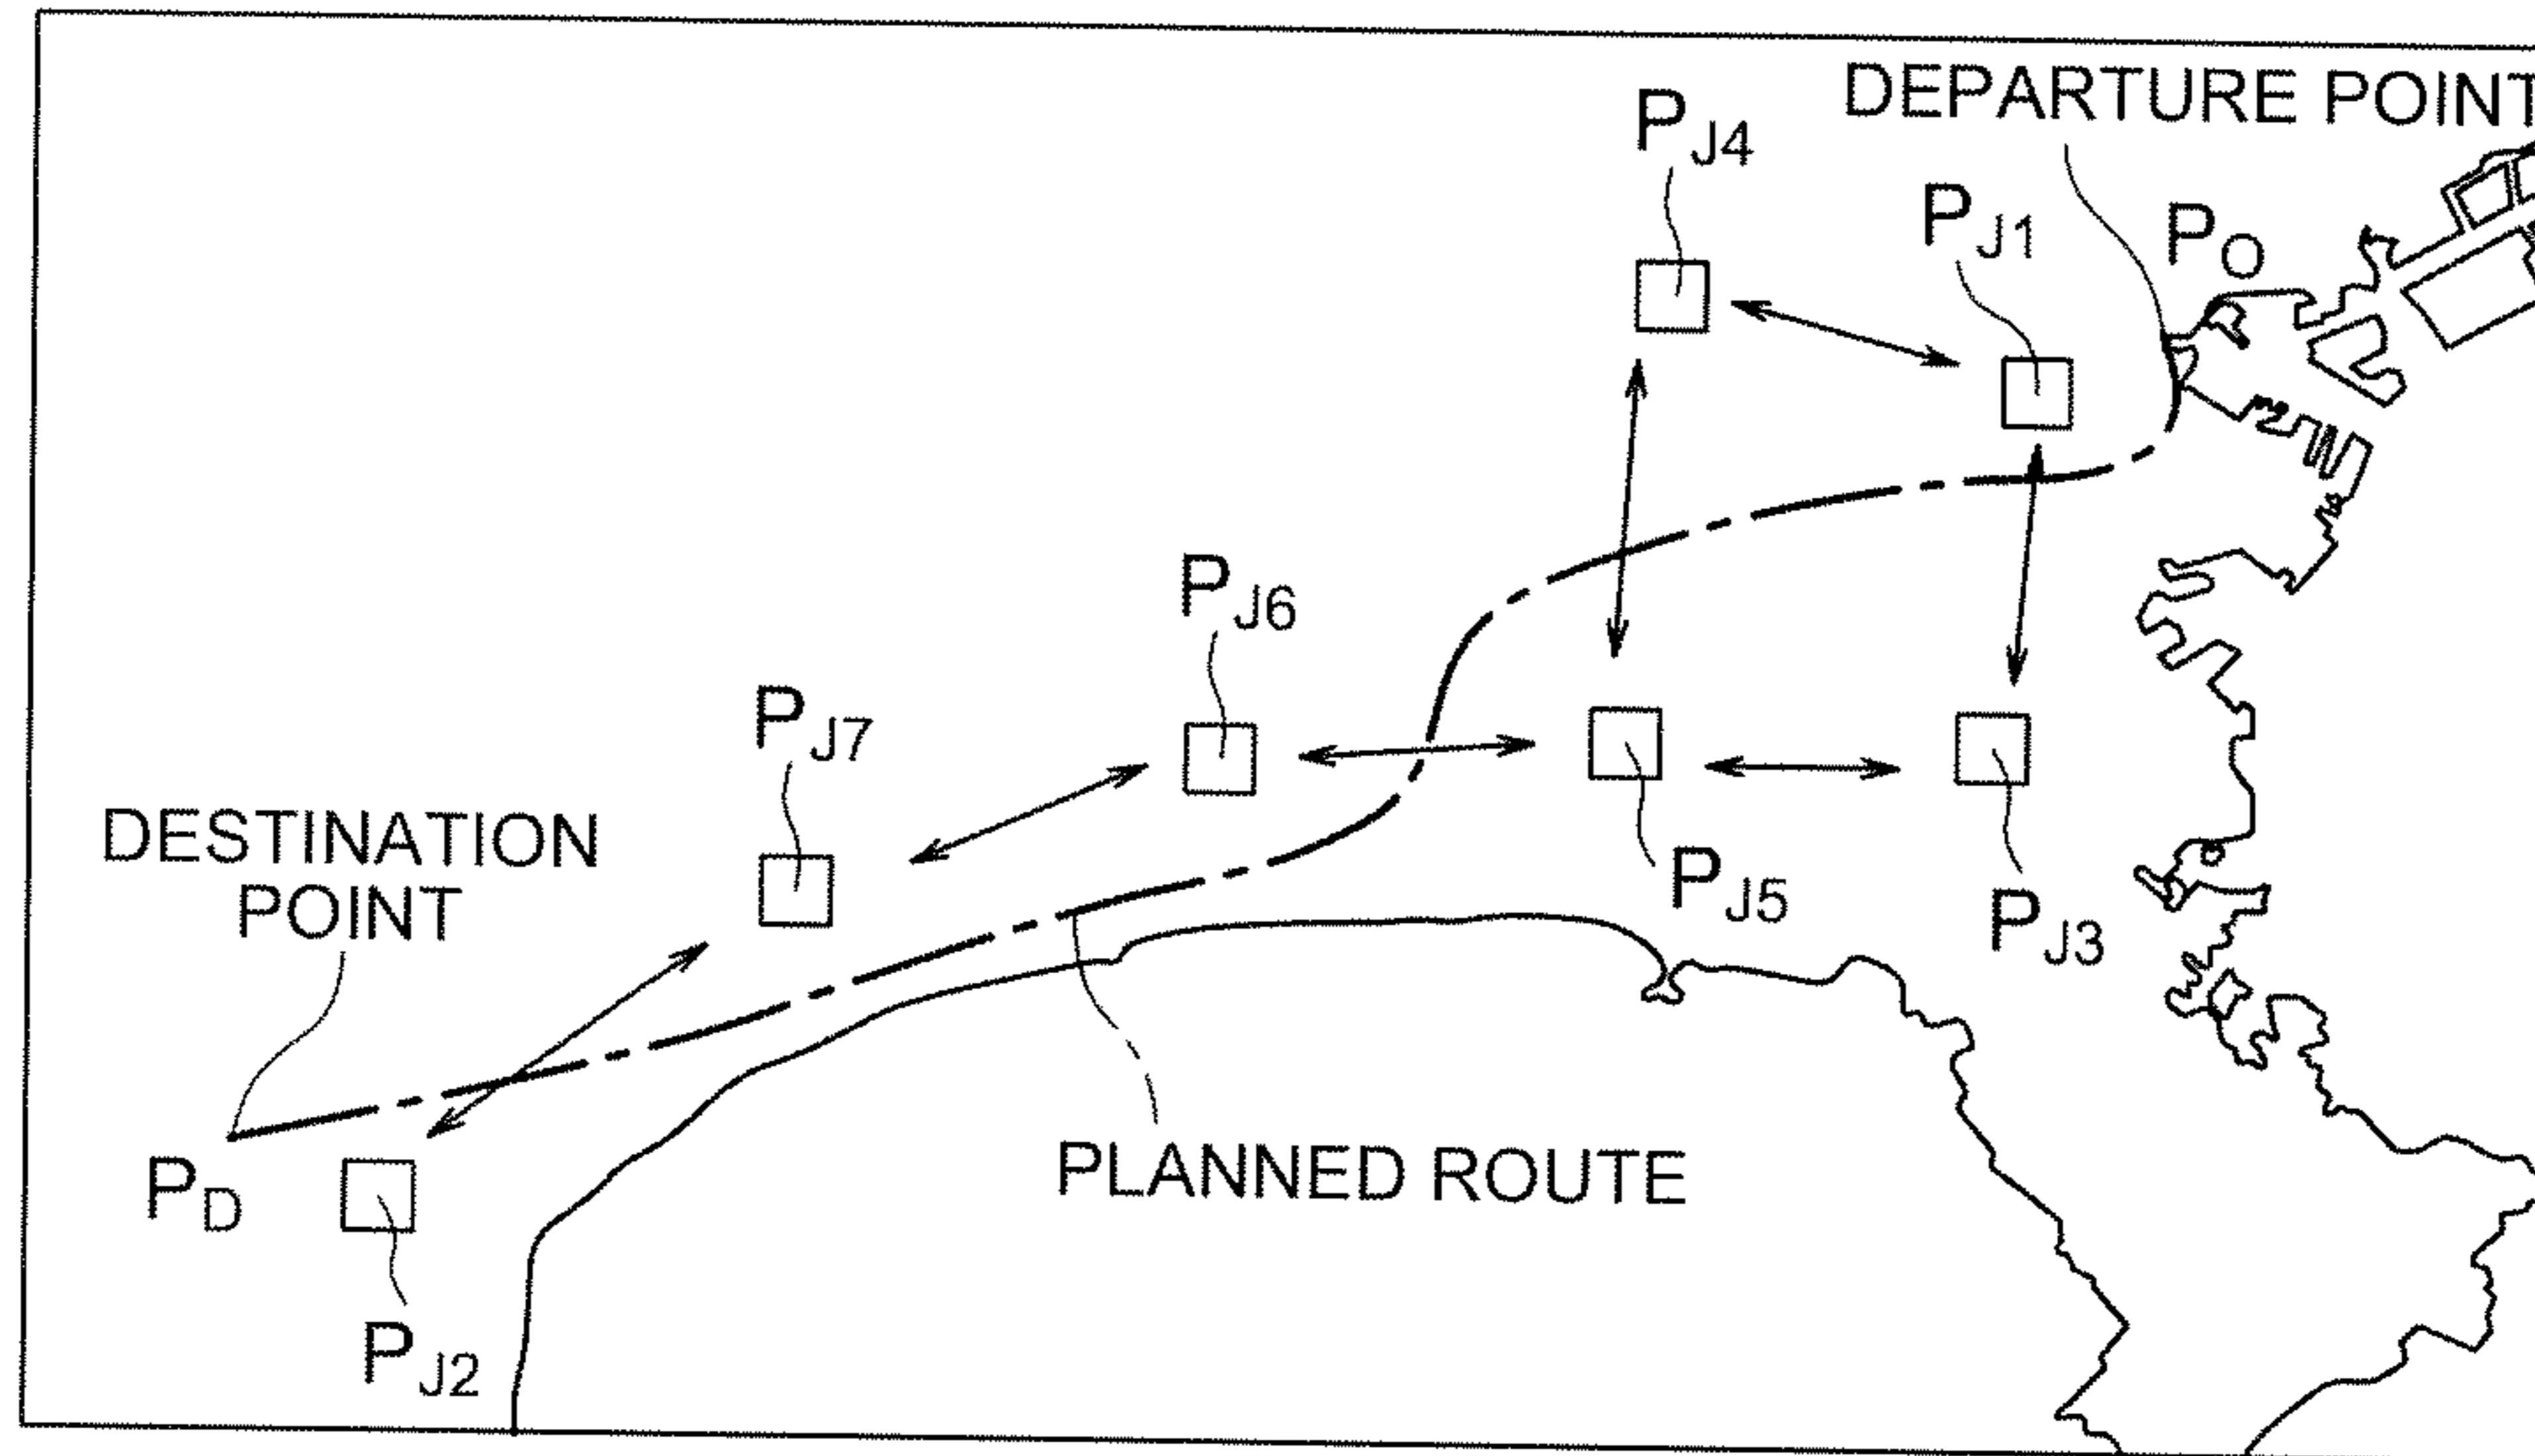 DEPARTURE POINT
PJ4
PJ1
PO
PJ6
PJ7
DESTINATION
POINT
PJ5
PJ3
PD
PLANNED ROUTE
PJ2